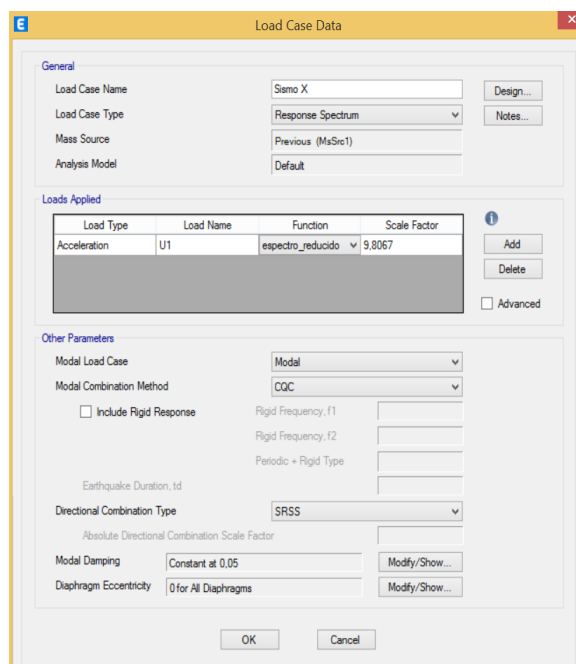 E
Load Case Data
General
Load Case Name Sismo X Design...
Load Case Type Response Spectrum Notes...
Mass Source Previous (MsSrc1)
Analysis Model Default
Loads Applied
Load Type Load Name Function Scale Factor
Acceleration U1 espectro_reducido 9,8067
Add
Delete
Advanced
Other Parameters
Modal Load Case Modal
Modal Combination Method CQC
Include Rigid Response Rigid Frequency, f1
Rigid Frequency, f2
Periodic + Rigid Type
Earthquake Duration, td
Directional Combination Type SRSS
Absolute Directional Combination Scale Factor
Modal Damping Constant at 0,05 Modify/Show...
Diaphragm Eccentricity 0 for All Diaphragms Modify/Show...
OK Cancel